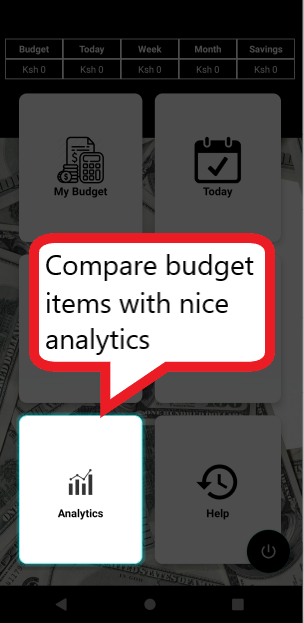 Budget Today Week Month Savings
Ksh 0 Ksh 0 Ksh 0 Ksh 0 Ksh 0
My Budget Today
Compare budget
items with nice
analytics
Analytics Help